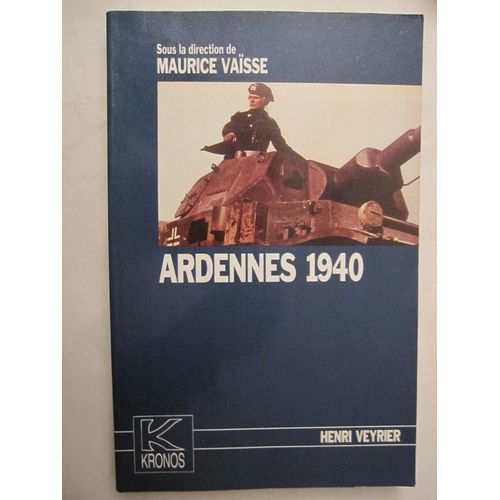 Sous la direction de
MAURICE VAÏSSE
ARDENNES 1940
HENRI VEYRIER
K
KRONOS